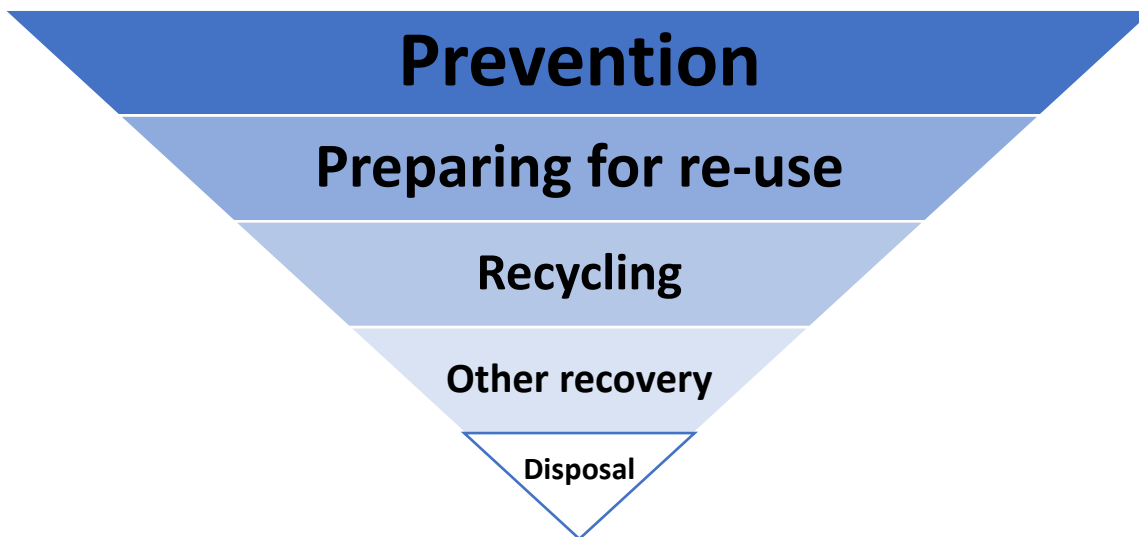 Prevention
Preparing for re-use
Recycling
Other recovery
Disposal